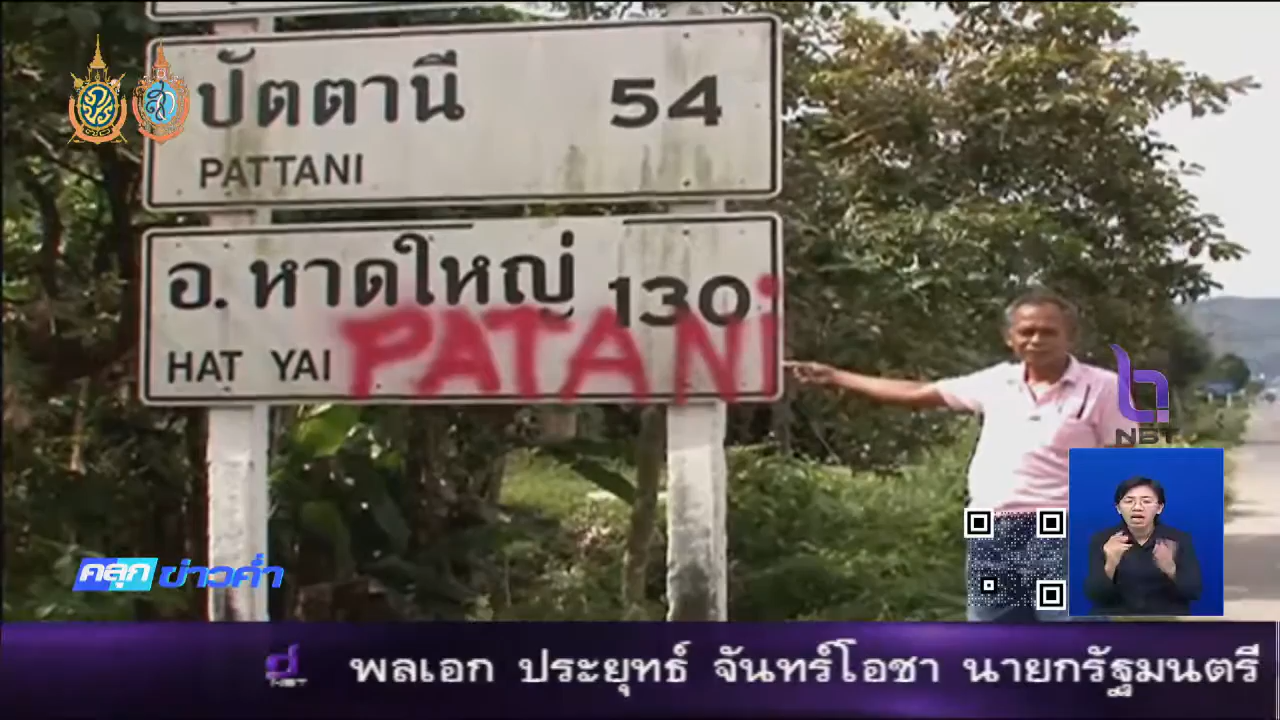 ปัตตานี 54
PATTANI
อ. หาดใหญ่ 130
HAT YAI
PATANi
NBT
คลุกข่าวค่ำ
NBT พลเอก ประยุทธ์ จันทร์โอชา นายกรัฐมนตรี